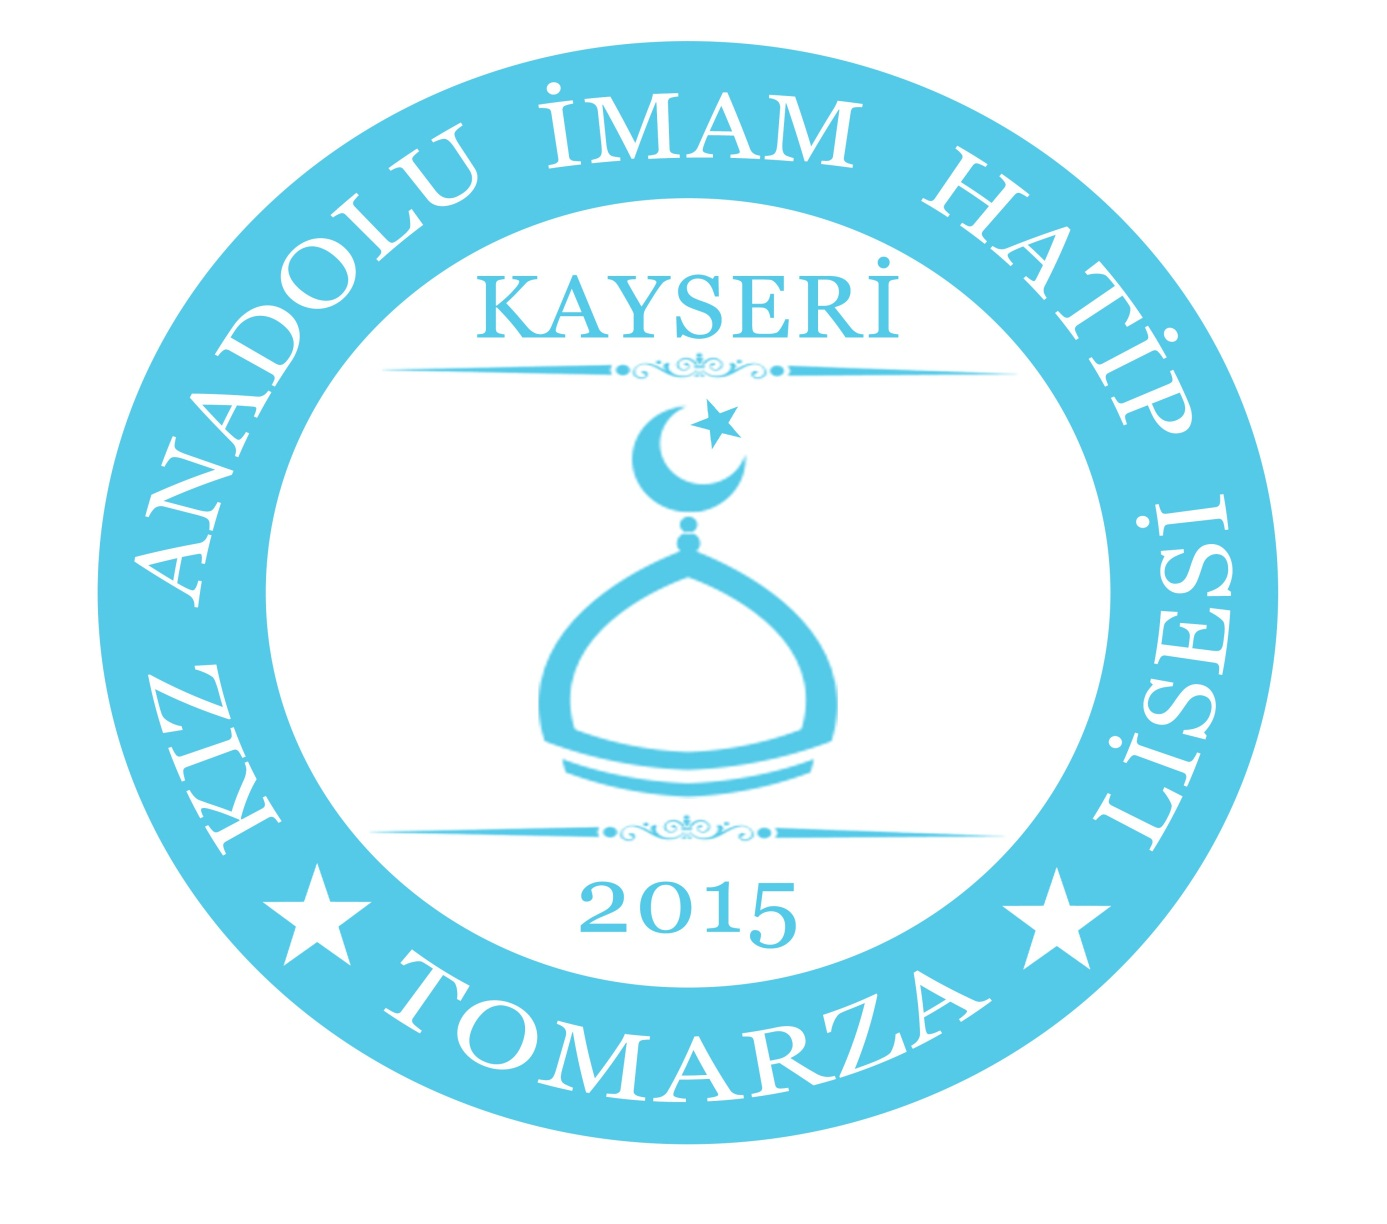 KIZ ANADOLU İMAM HATİP LİSESİ
KAYSERİ
2015
TOMARZA